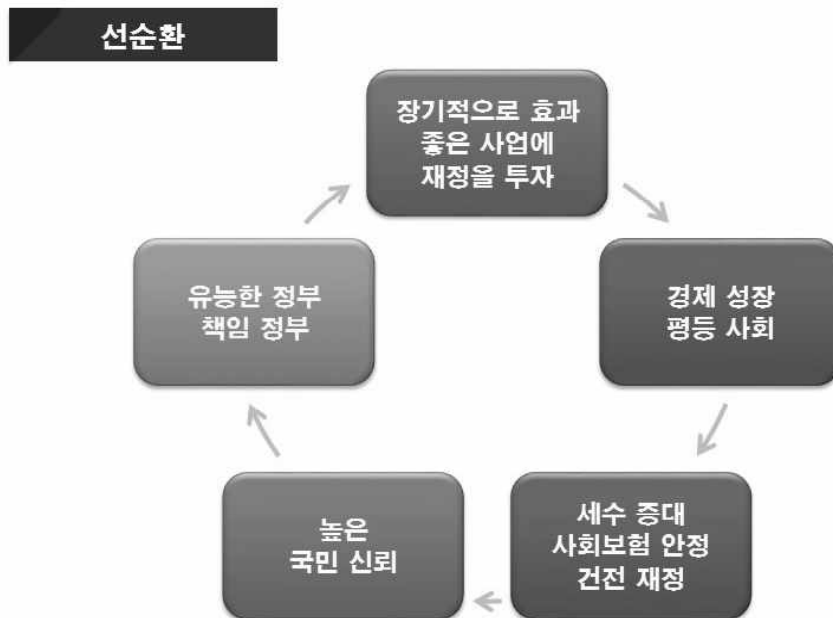 선순환
장기적으로 효과
좋은 사업에
재정을 투자
경제 성장
평등 사회
세수 증대
사회보험 안정
건전 재정
높은
국민 신뢰
유능한 정부
책임 정부